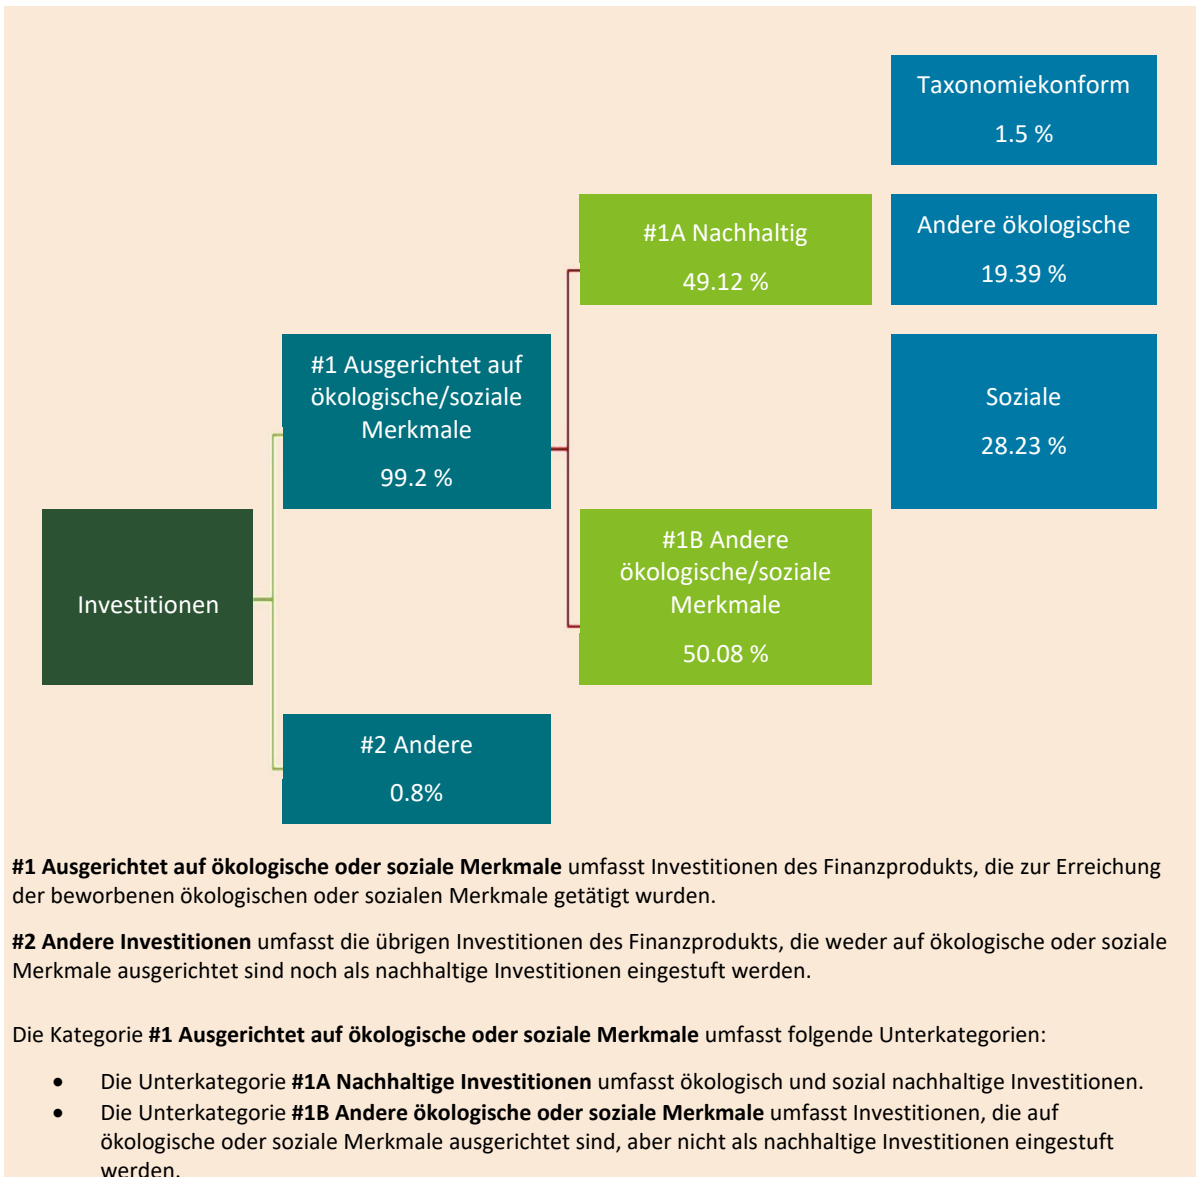 Taxonomiekonform
1.5 %
#1A Nachhaltig
49.12 %
Andere ökologische
19.39 %
#1 Ausgerichtet auf
ökologische/soziale
Merkmale
99.2 %
Soziale
28.23 %
Investitionen
#1B Andere
ökologische/soziale
Merkmale
50.08 %
#2 Andere
0.8%
#1 Ausgerichtet auf ökologische oder soziale Merkmale umfasst Investitionen des Finanzprodukts, die zur Erreichung
der beworbenen ökologischen oder sozialen Merkmale getätigt wurden.
#2 Andere Investitionen umfasst die übrigen Investitionen des Finanzprodukts, die weder auf ökologische oder soziale
Merkmale ausgerichtet sind noch als nachhaltige Investitionen eingestuft werden.
Die Kategorie #1 Ausgerichtet auf ökologische oder soziale Merkmale umfasst folgende Unterkategorien:
• Die Unterkategorie #1A Nachhaltige Investitionen umfasst ökologisch und sozial nachhaltige Investitionen.
• Die Unterkategorie #1B Andere ökologische oder soziale Merkmale umfasst Investitionen, die auf
ökologische oder soziale Merkmale ausgerichtet sind, aber nicht als nachhaltige Investitionen eingestuft
werden.